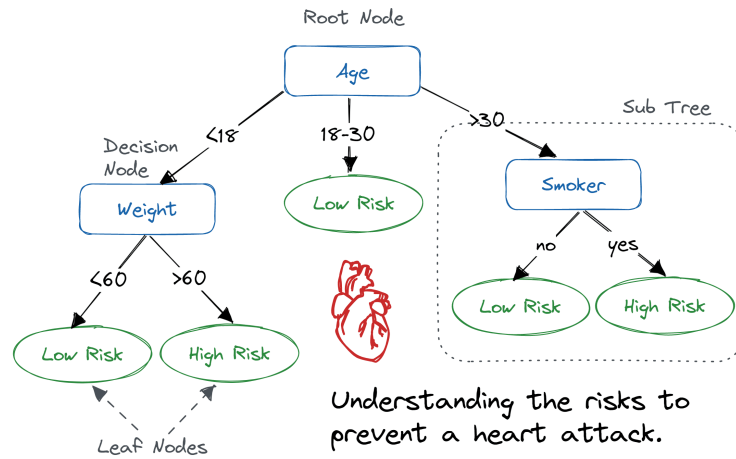 Root Node
Age
Sub Tree
<18
18-30
>30
Decision
Node
Weight
Low Risk
Smoker
<60
>60
no
yes
Low Risk
High Risk
Low Risk
High Risk
Leaf Nodes
Understanding the risks to
prevent a heart attack.